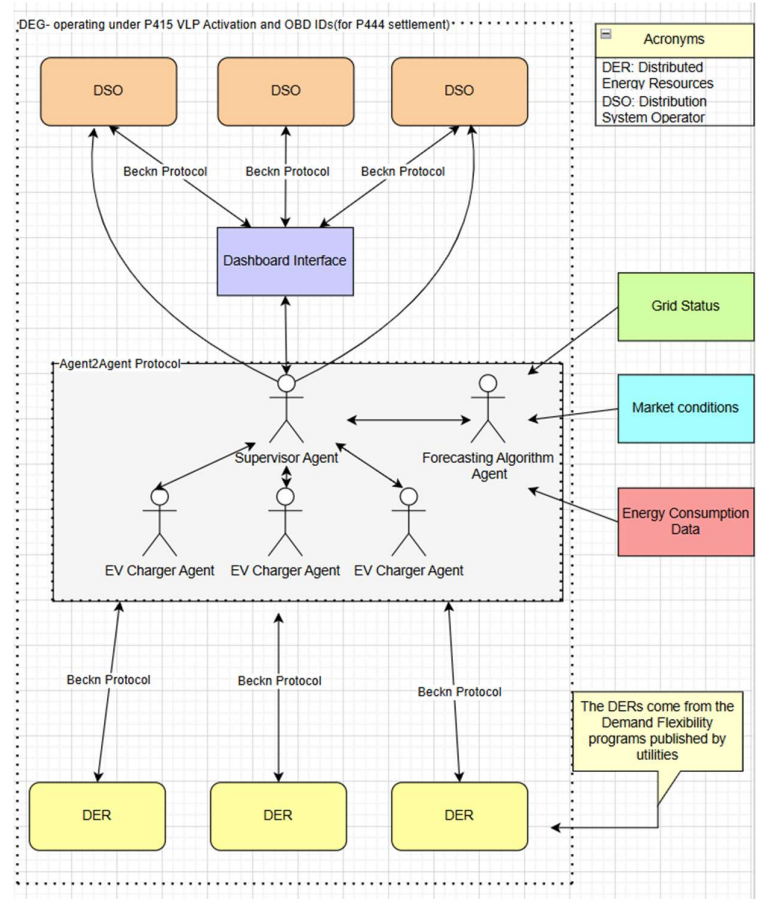 DEG- operating under P415 VLP Activation and OBD IDs(for P444 settlement)
Acronyms
DER: Distributed
Energy Resources
DSO: Distribution
System Operator
DSO
DSO
DSO
Beckn Protocol
Beckn Protocol
Beckn Protocol
Dashboard Interface
Grid Status
Agent2Agent Protocol
Market conditions
Supervisor Agent
Forecasting Algorithm
Agent
Energy Consumption
Data
EV Charger Agent
EV Charger Agent
EV Charger Agent
Beckn Protocol
Beckn Protocol
Beckn Protocol
The DERs come from the
Demand Flexibility
programs published by
utilities
DER
DER
DER